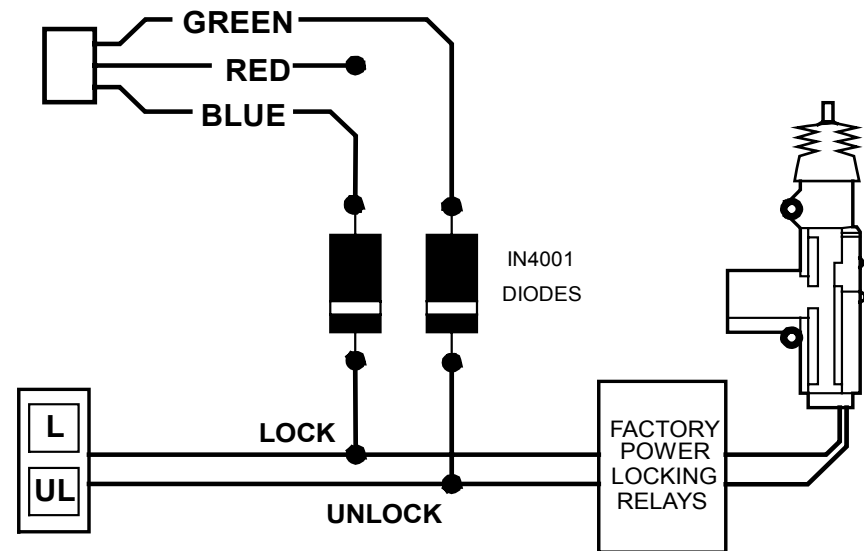 GREEN
RED
BLUE
IN4001
DIODES
L
LOCK
UL
UNLOCK
FACTORY
POWER
LOCKING
RELAYS